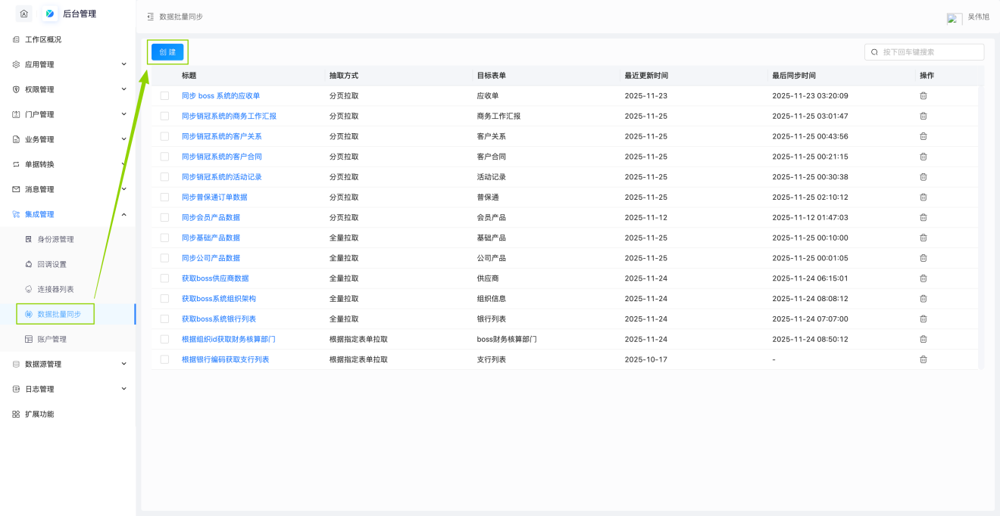 后台管理
数据批量同步
吴伟旭
工作区概况
应用管理
权限管理
门户管理
业务管理
单据转换
消息管理
集成管理
身份源管理
回调设置
连接器列表
数据批量同步
账户管理
数据源管理
日志管理
扩展功能
创 建
按下回车键搜索
标题 抽取方式 目标表单 最近更新时间 最后同步时间 操作
同步 boss 系统的应收单 分页拉取 应收单 2025-11-23 2025-11-23 03:20:09
同步销冠系统的商务工作汇报 分页拉取 商务工作汇报 2025-11-25 2025-11-25 03:01:47
同步销冠系统的客户关系 分页拉取 客户关系 2025-11-25 2025-11-25 00:43:56
同步销冠系统的客户合同 分页拉取 客户合同 2025-11-25 2025-11-25 00:21:15
同步销冠系统的活动记录 分页拉取 活动记录 2025-11-25 2025-11-25 00:30:38
同步普保通订单数据 分页拉取 普保通 2025-11-25 2025-11-25 02:10:12
同步会员产品数据 分页拉取 会员产品 2025-11-12 2025-11-12 01:47:03
同步基础产品数据 全量拉取 基础产品 2025-11-25 2025-11-25 00:10:00
同步公司产品数据 全量拉取 公司产品 2025-11-25 2025-11-25 00:01:05
获取boss供应商数据 全量拉取 供应商 2025-11-24 2025-11-24 06:15:01
获取boss系统组织架构 全量拉取 组织信息 2025-11-24 2025-11-24 08:08:12
获取boss系统银行列表 全量拉取 银行列表 2025-11-24 2025-11-24 07:07:00
根据组织id获取财务核算部门 根据指定表单拉取 boss财务核算部门 2025-11-24 2025-11-24 08:50:12
根据银行编码获取支行列表 根据指定表单拉取 支行列表 2025-10-17 -